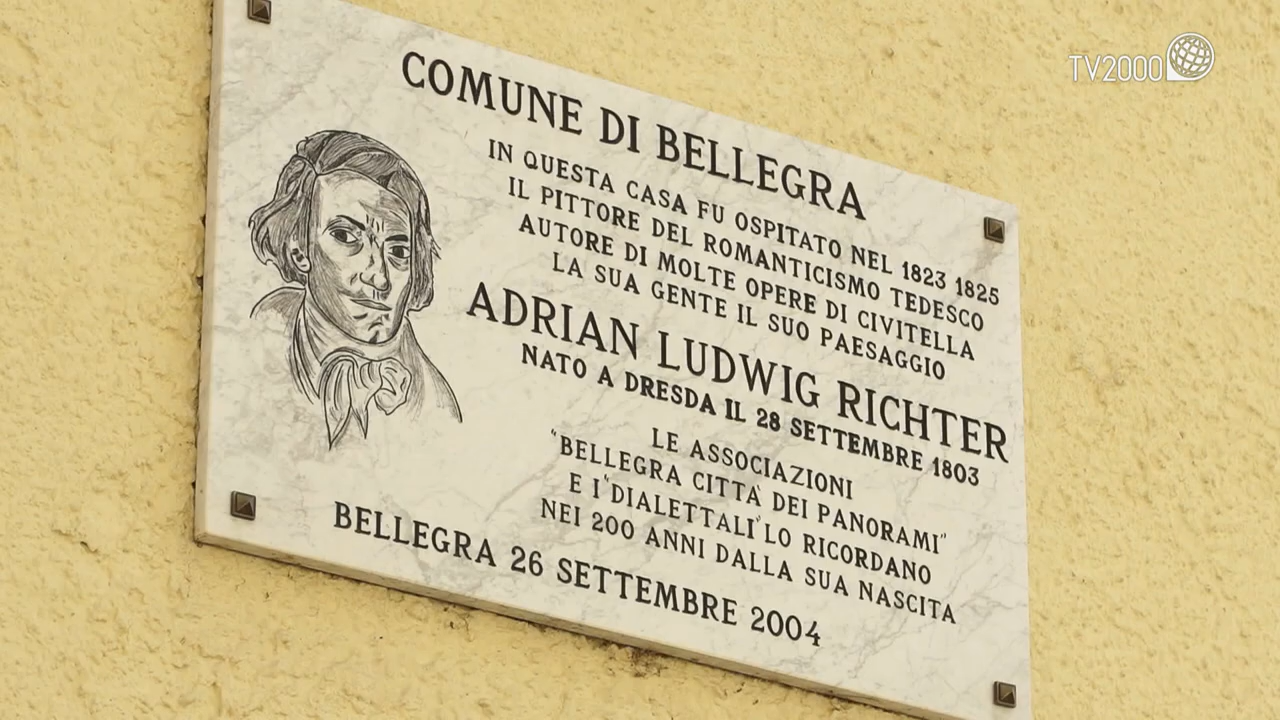 TV2000
COMUNE DI BELLEGRA
IN QUESTA CASA FU OSPITATO NEL 1823 1825
IL PITTORE DEL ROMANTICISMO TEDESCO
AUTORE DI MOLTE OPERE DI CIVITELLA
LA SUA GENTE IL SUO PAESAGGIO
ADRIAN LUDWIG RICHTER
NATO A DRESDA IL 28 SETTEMBRE 1803
LE ASSOCIAZIONI
"BELLEGRA CITTÀ DEI PANORAMI"
E I "DIALETTALI" LO RICORDANO
NEI 200 ANNI DALLA SUA NASCITA
BELLEGRA 26 SETTEMBRE 2004